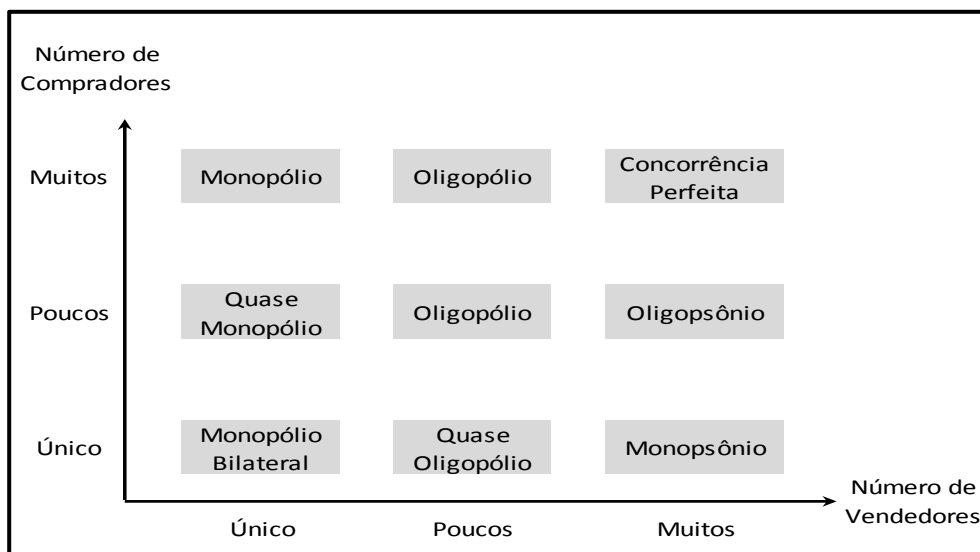 Número de
Compradores
Muitos
Monopólio
Oligopólio
Concorrência
Perfeita
Poucos
Quase
Monopólio
Oligopólio
Oligopsônio
Único
Monopólio
Bilateral
Quase
Oligopólio
Monopsônio
Número de
Vendedores
Único
Poucos
Muitos